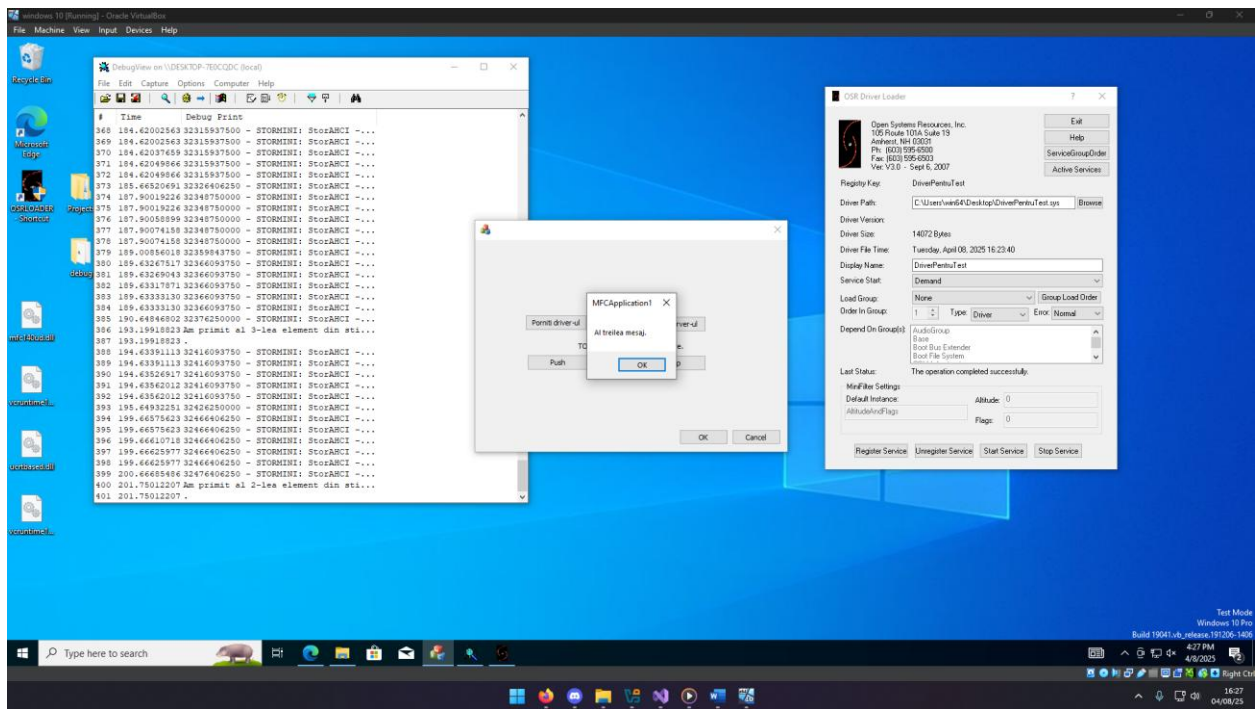 windows 10 [Running] - Oracle VirtualBox
File Machine View Input Devices Help
Recycle Bin
Microsoft Edge
OSRLOADER - Shortcut
Project
debug
ucrtbased.dll
DebugView on \\DESKTOP-7E0CQDC (local)
File Edit Capture Options Computer Help
# Time Debug Print
368 184.62002563 32315937500 - STORMINI: StorAHCI -...
369 184.62002563 32315937500 - STORMINI: StorAHCI -...
370 184.62037659 32315937500 - STORMINI: StorAHCI -...
371 184.62049866 32315937500 - STORMINI: StorAHCI -...
372 184.62049866 32315937500 - STORMINI: StorAHCI -...
373 185.66520691 32326406250 - STORMINI: StorAHCI -...
374 187.90019226 32348750000 - STORMINI: StorAHCI -...
375 187.90019226 32348750000 - STORMINI: StorAHCI -...
376 187.90058899 32348750000 - STORMINI: StorAHCI -...
377 187.90074158 32348750000 - STORMINI: StorAHCI -...
378 187.90074158 32348750000 - STORMINI: StorAHCI -...
379 189.00856018 32359843750 - STORMINI: StorAHCI -...
380 189.63267517 32366093750 - STORMINI: StorAHCI -...
381 189.63269043 32366093750 - STORMINI: StorAHCI -...
382 189.63317871 32366093750 - STORMINI: StorAHCI -...
383 189.63333130 32366093750 - STORMINI: StorAHCI -...
384 189.63333130 32366093750 - STORMINI: StorAHCI -...
385 190.64846802 32376250000 - STORMINI: StorAHCI -...
386 193.19918823 Am primit al 3-lea element din sti...
387 193.19918823 .
388 194.63391113 32416093750 - STORMINI: StorAHCI -...
389 194.63391113 32416093750 - STORMINI: StorAHCI -...
390 194.63526917 32416093750 - STORMINI: StorAHCI -...
391 194.63562012 32416093750 - STORMINI: StorAHCI -...
392 194.63562012 32416093750 - STORMINI: StorAHCI -...
393 195.64932251 32426250000 - STORMINI: StorAHCI -...
394 199.66575623 32466406250 - STORMINI: StorAHCI -...
395 199.66575623 32466406250 - STORMINI: StorAHCI -...
396 199.66610718 32466406250 - STORMINI: StorAHCI -...
397 199.66625977 32466406250 - STORMINI: StorAHCI -...
398 199.66625977 32466406250 - STORMINI: StorAHCI -...
399 200.66685486 32476406250 - STORMINI: StorAHCI -...
400 201.75012207 Am primit al 2-lea element din sti...
401 201.75012207 .
Porniti driver-ul
TO
Push
OK Cancel
MFCApplication1
Al treilea mesaj.
OK
OSR Driver Loader
Open Systems Resources, Inc.
105 Route 101A Suite 19
Amherst, NH 03031
Ph: (603) 595-6500
Fax: (603) 595-6503
Ver: V3.0 - Sept 6, 2007
Exit
Help
ServiceGroupOrder
Active Services
Registry Key: DriverPentruTest
Driver Path: C:\Users\win64\Desktop\DriverPentruTest.sys Browse
Driver Version:
Driver Size: 14072 Bytes
Driver File Time: Tuesday, April 08, 2025 16:23:40
Display Name: DriverPentruTest
Service Start: Demand
Load Group: None Group Load Order
Order In Group: 1 Type: Driver Error: Normal
Depend On Group(s): AudioGroup
Base
Boot Bus Extender
Boot File System
Last Status: The operation completed successfully.
MiniFilter Settings
Default Instance: Altitude: 0
AltitudeAndFlags
Flags: 0
Register Service Unregister Service Start Service Stop Service
Test Mode
Windows 10 Pro
Build 19041.vb_release.191206-1406
Type here to search
4:27 PM
4/8/2025
Right Ctrl
16:27
04/08/25